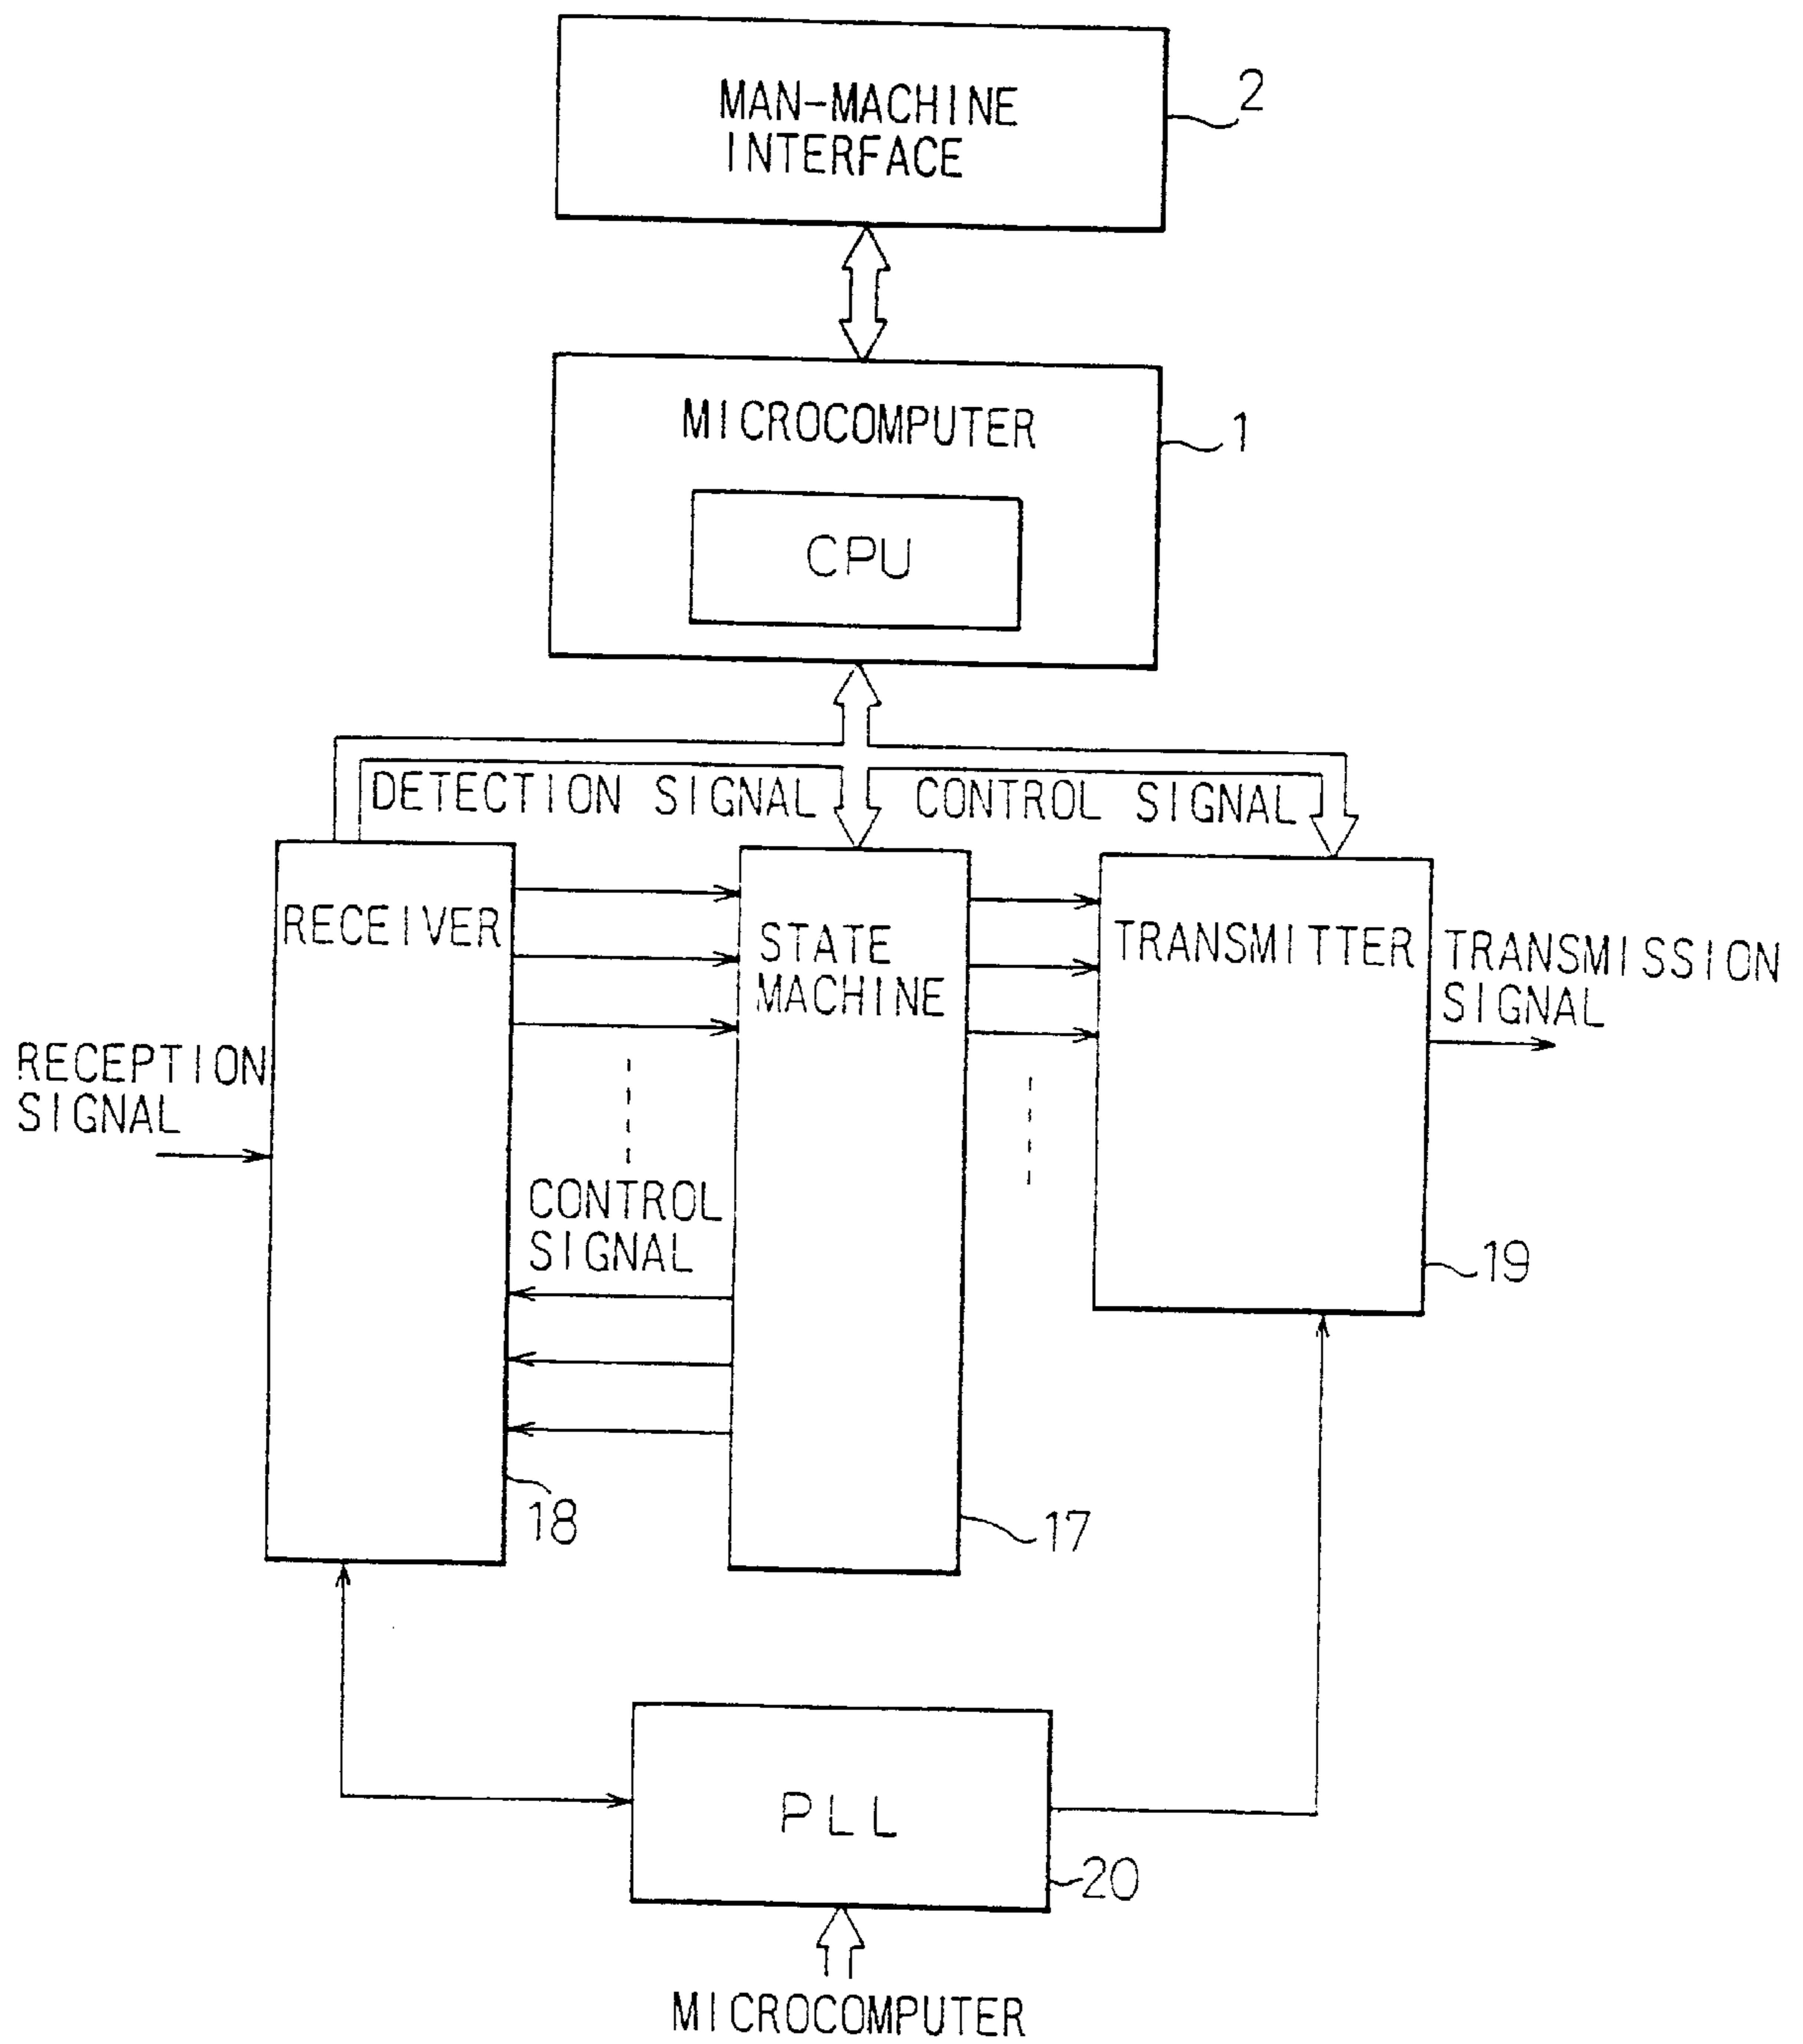 MAN-MACHINE
INTERFACE
2
MICROCOMPUTER
1
CPU
DETECTION SIGNAL
CONTROL SIGNAL
RECEIVER
STATE
MACHINE
TRANSMITTER
TRANSMISSION
SIGNAL
RECEPTION
SIGNAL
CONTROL
SIGNAL
19
18
17
PLL
20
MICROCOMPUTER